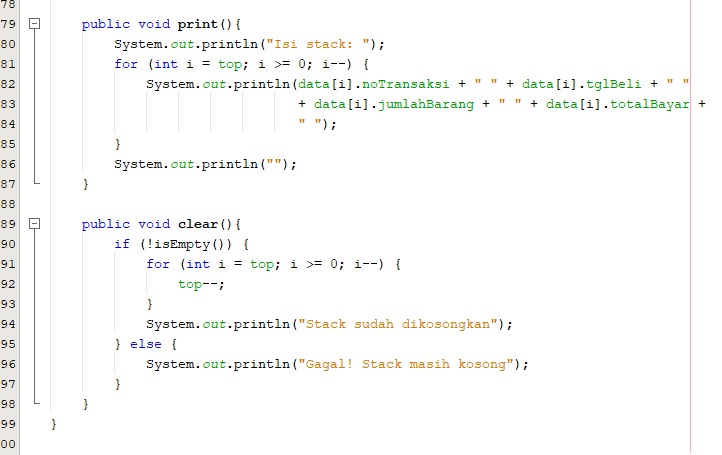 78
79 public void print(){
80 System.out.println("Isi stack: ");
81 for (int i = top; i >= 0; i--) {
82 System.out.println(data[i].noTransaksi + " " + data[i].tglBeli + " "
83 + data[i].jumlahBarang + " " + data[i].totalBayar +
84 " ");
85 }
86 System.out.println("");
87 }
88
89 public void clear(){
90 if (!isEmpty()) {
91 for (int i = top; i >= 0; i--) {
92 top--;
93 }
94 System.out.println("Stack sudah dikosongkan");
95 } else {
96 System.out.println("Gagal! Stack masih kosong");
97 }
98 }
99 }
00